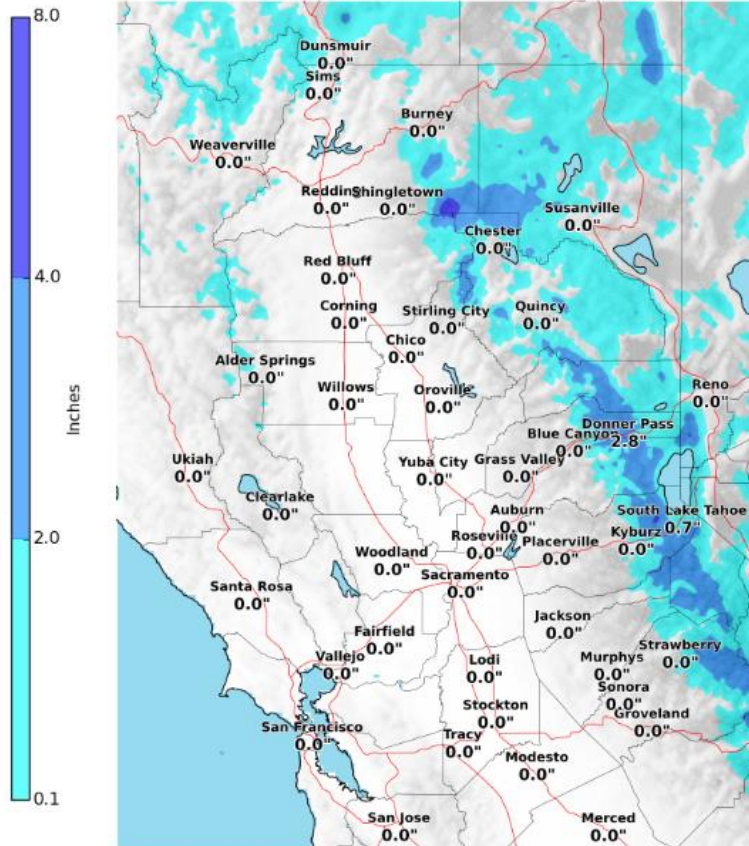 8.0
4.0
Inches
2.0
0.1
Dunsmuir
0.0"
Sims
0.0"
Burney
0.0"
Weaverville
0.0"
Redding
0.0"
Shingletown
0.0"
Susanville
0.0"
Chester
0.0"
Red Bluff
0.0"
Corning
0.0"
Stirling City
0.0"
Quincy
0.0"
Chico
0.0"
Alder Springs
0.0"
Willows
0.0"
Oroville
0.0"
Reno
0.0"
Donner Pass
2.8"
Blue Canyon
0.0"
Ukiah
0.0"
Yuba City
0.0"
Grass Valley
0.0"
Clearlake
0.0"
Auburn
0.0"
South Lake Tahoe
0.7"
Roseville
0.0"
Placerville
0.0"
Kyburz
0.0"
Woodland
0.0"
Sacramento
0.0"
Santa Rosa
0.0"
Jackson
0.0"
Fairfield
0.0"
Vallejo
0.0"
Lodi
0.0"
Murphys
0.0"
Strawberry
0.0"
Sonora
0.0"
Groveland
0.0"
Stockton
0.0"
San Francisco
0.0"
Tracy
0.0"
Modesto
0.0"
San Jose
0.0"
Merced
0.0"